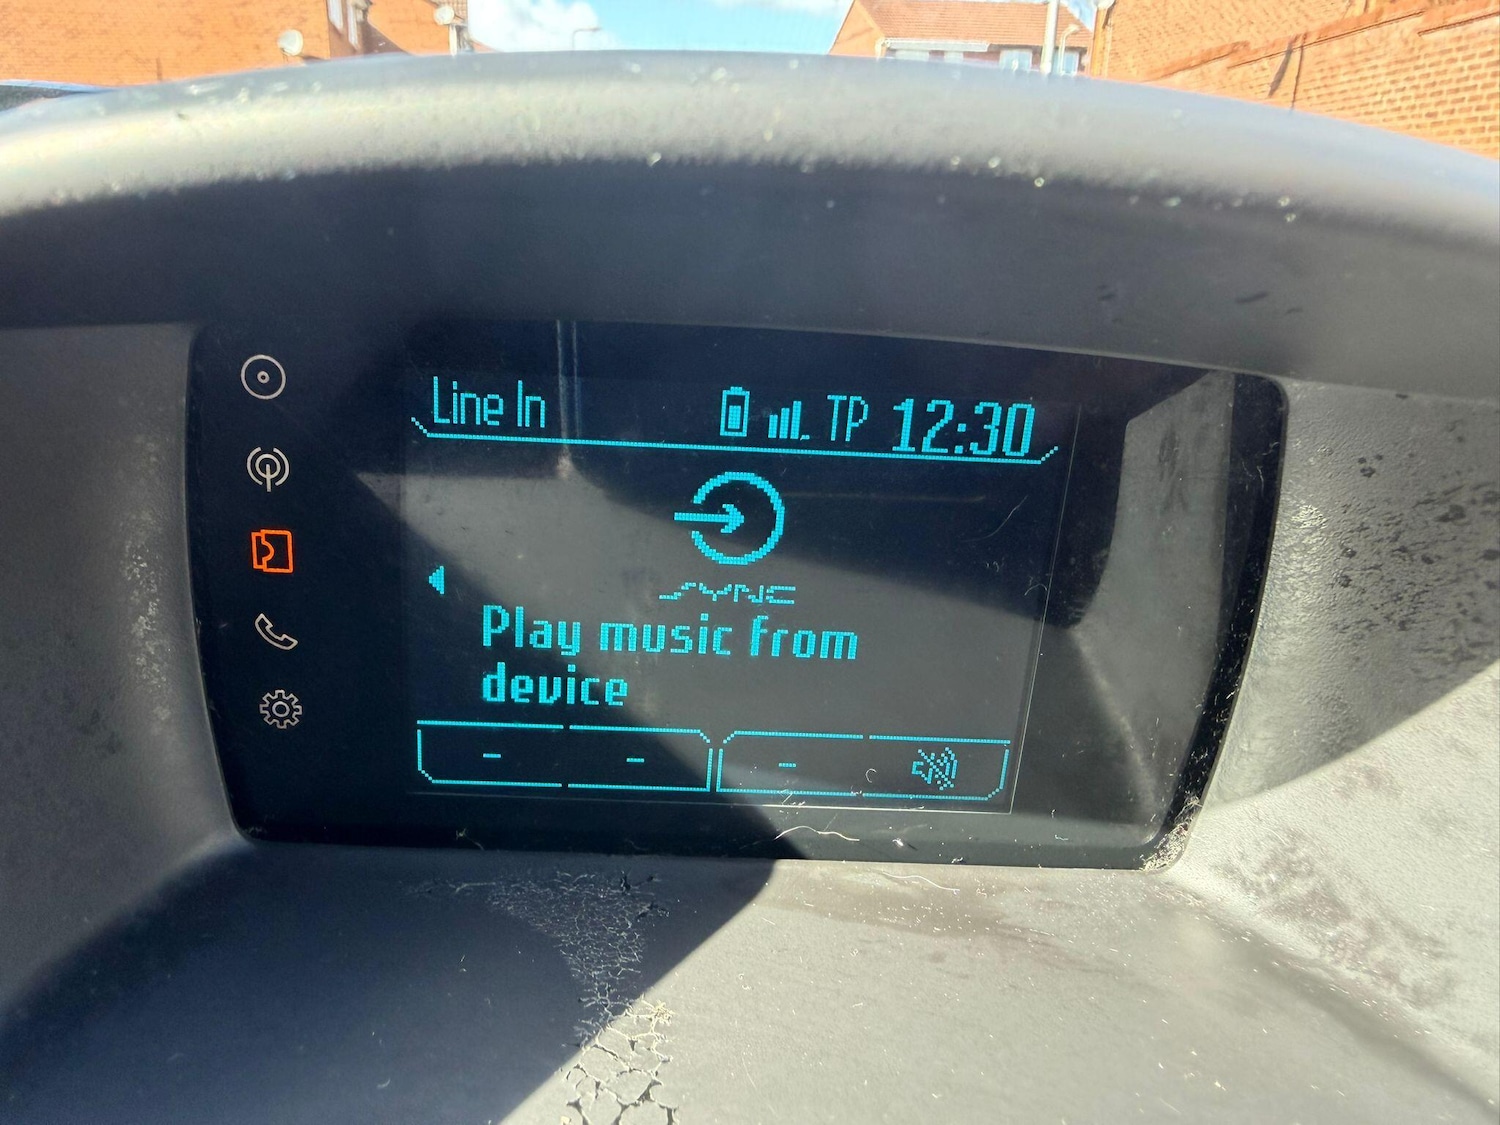 Line In TP 12:30
SYNC
Play music from
device
- - -